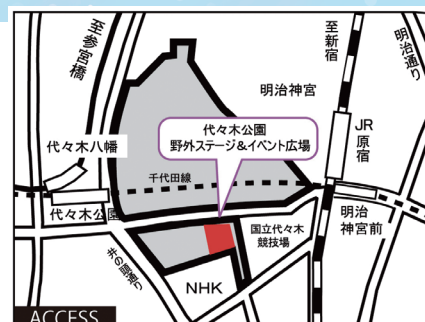 至参宮橋
至新宿
明治通り
明治神宮
代々木公園
野外ステージ&イベント広場
JR
原宿
代々木八幡
千代田線
代々木公園
国立代々木
競技場
明治
神宮前
井の頭通り
NHK
ACCESS